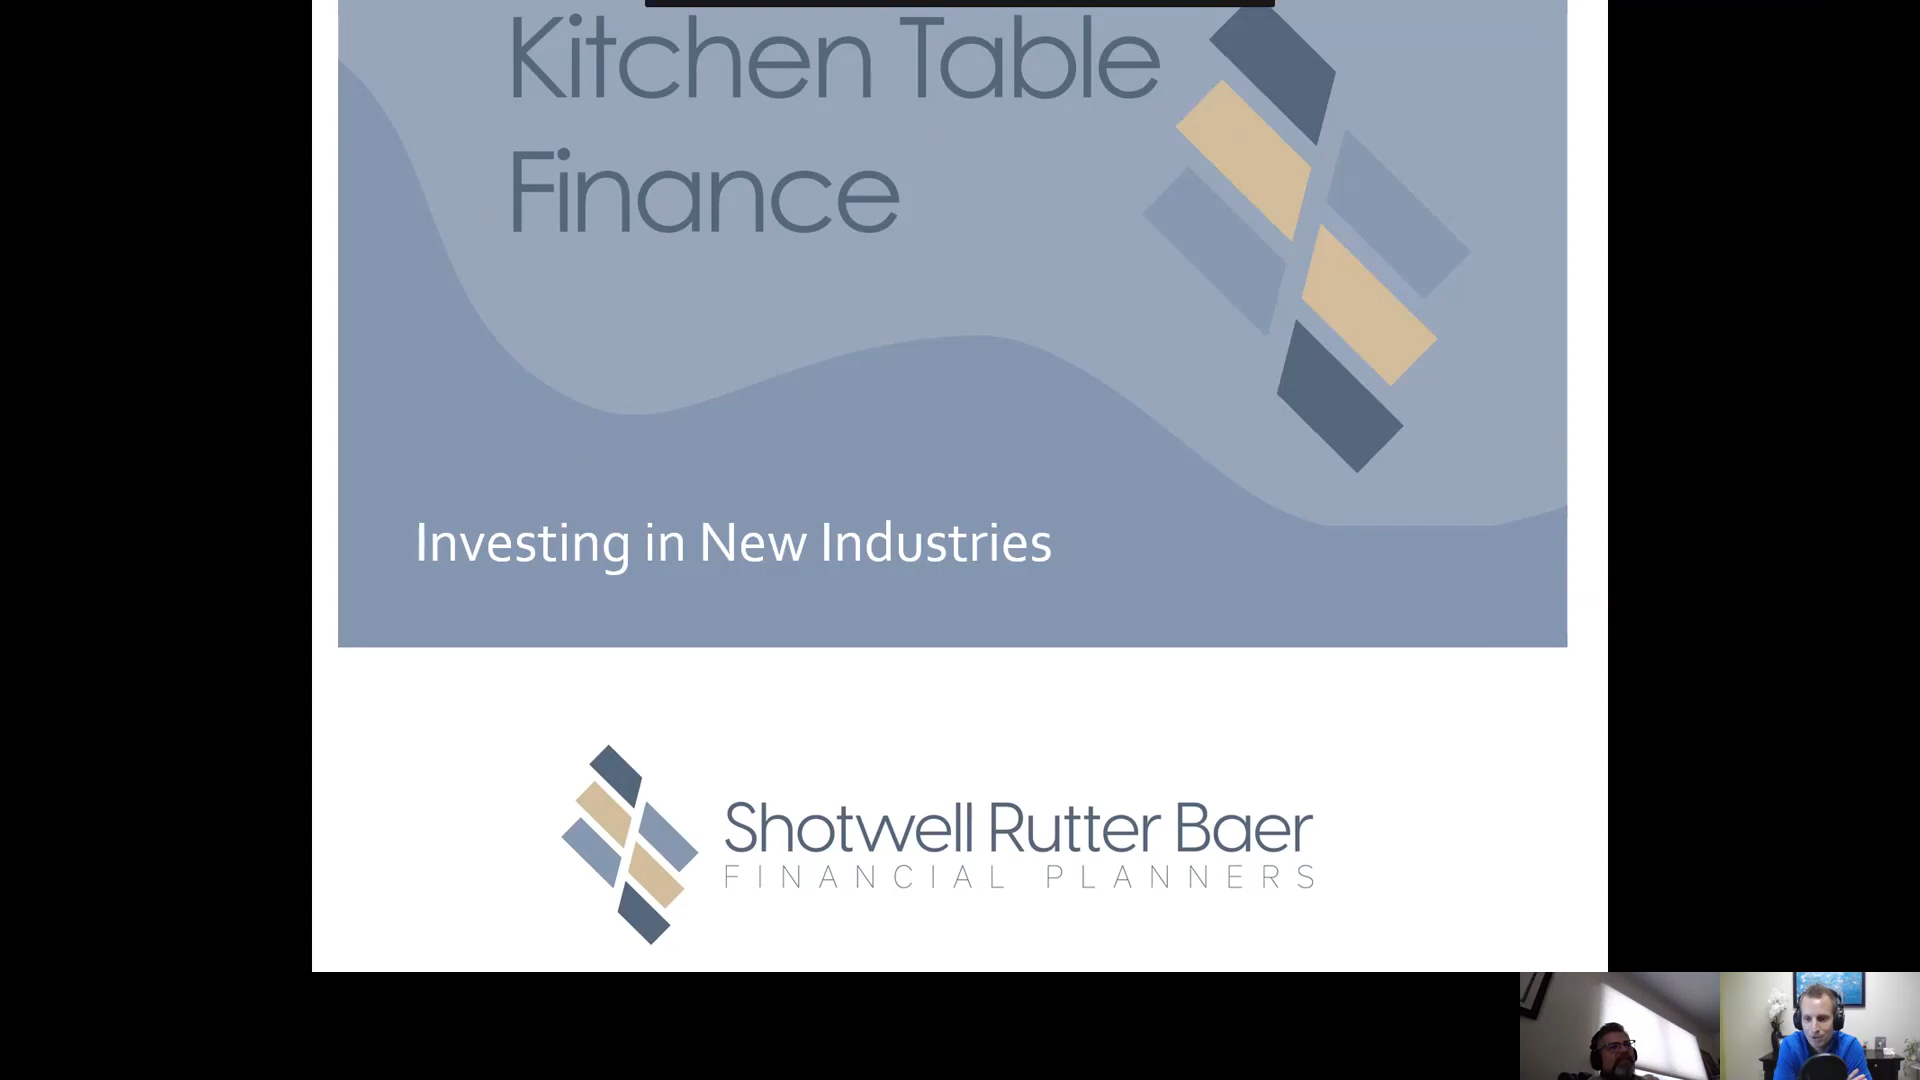 Kitchen Table
Finance
Investing in New Industries
Shotwell Rutter Baer
FINANCIAL PLANNERS